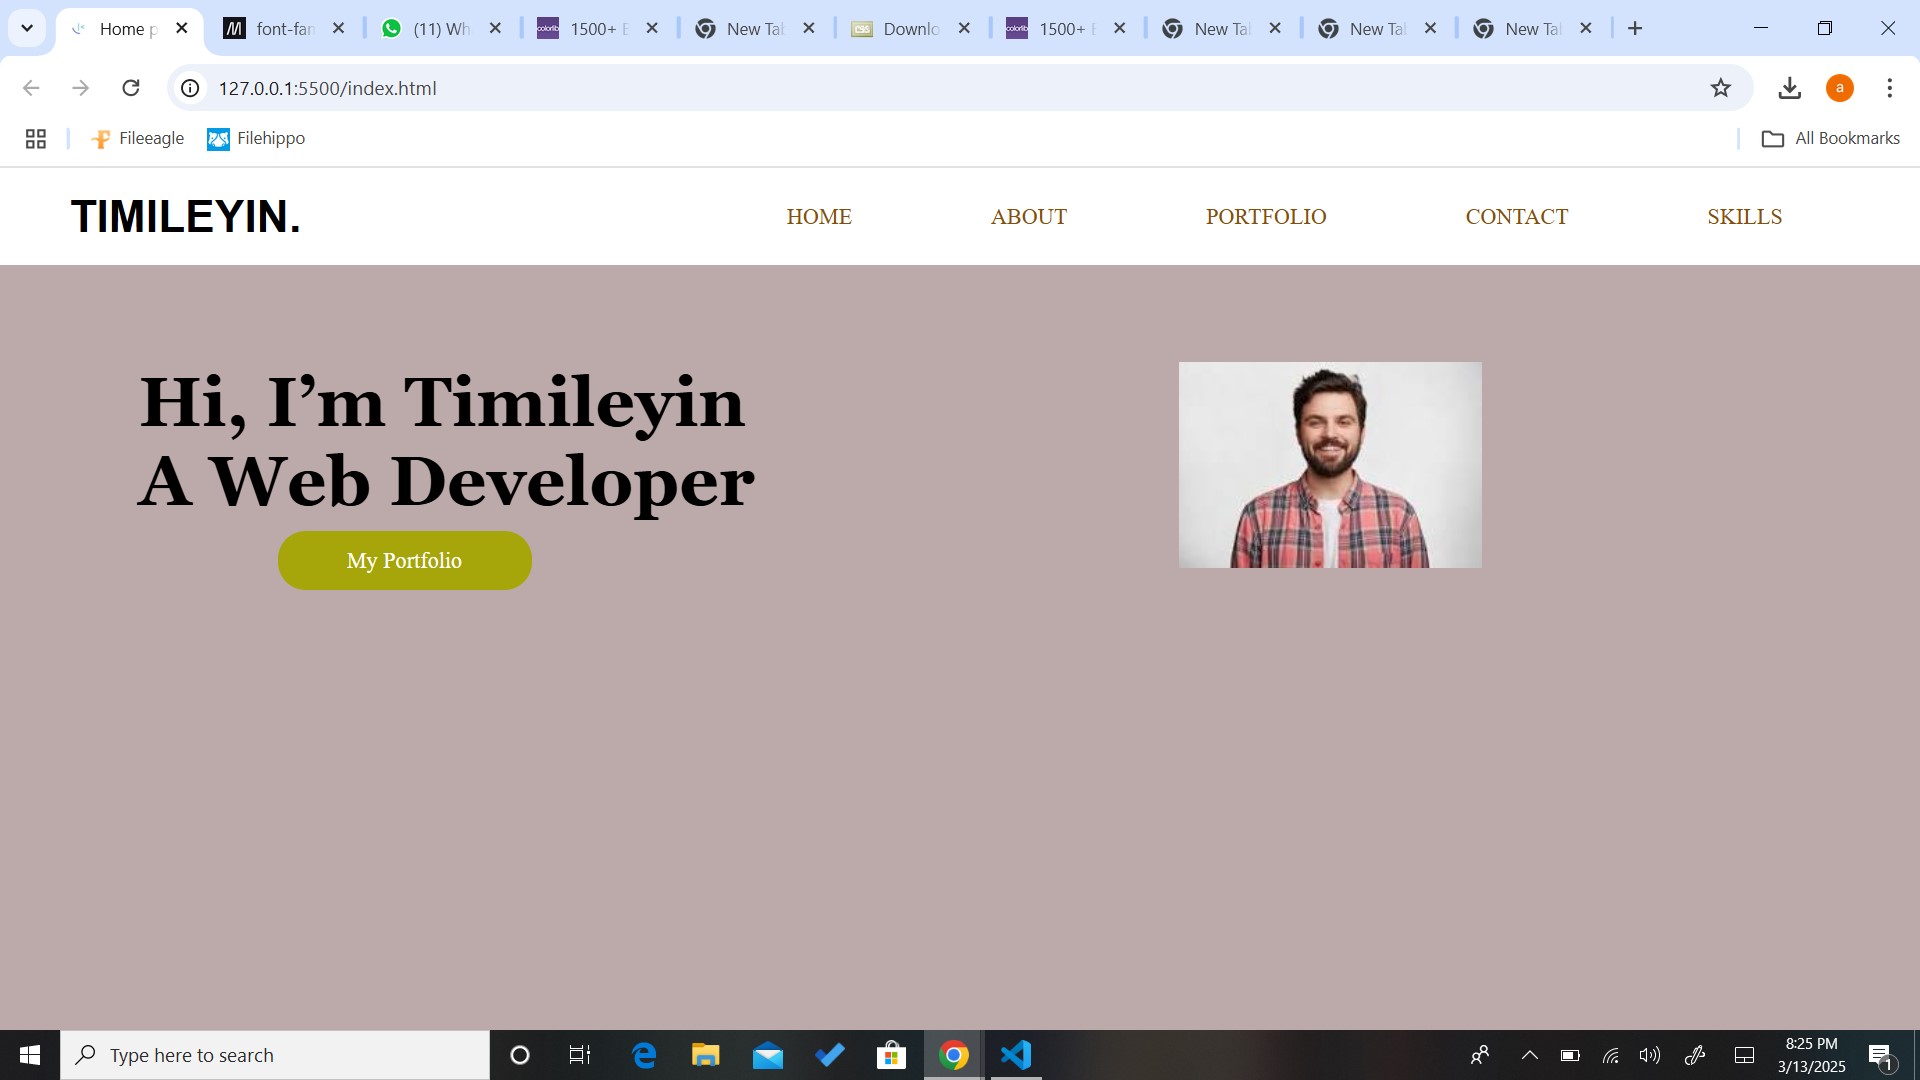 Home p
font-fan
(11) Wh
1500+ E
New Tab
Downlo
1500+ E
New Tal
New Tal
New Tal
127.0.0.1:5500/index.html
a
Fileeagle
Filehippo
All Bookmarks
TIMILEYIN.
HOME
ABOUT
PORTFOLIO
CONTACT
SKILLS
Hi, I’m Timileyin
A Web Developer
My Portfolio
Type here to search
8:25 PM
3/13/2025
1